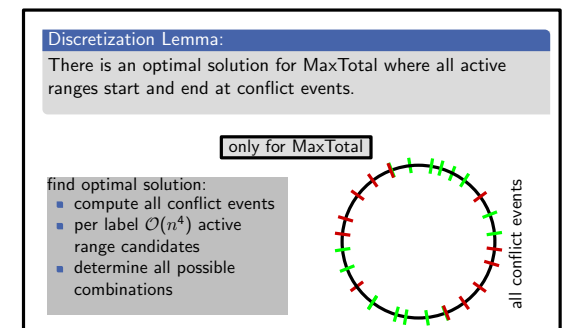 Discretization Lemma:
There is an optimal solution for MaxTotal where all active
ranges start and end at conflict events.
only for MaxTotal
find optimal solution:
compute all conflict events
per label $\mathcal{O}(n^4)$ active
range candidates
determine all possible
combinations
all conflict events